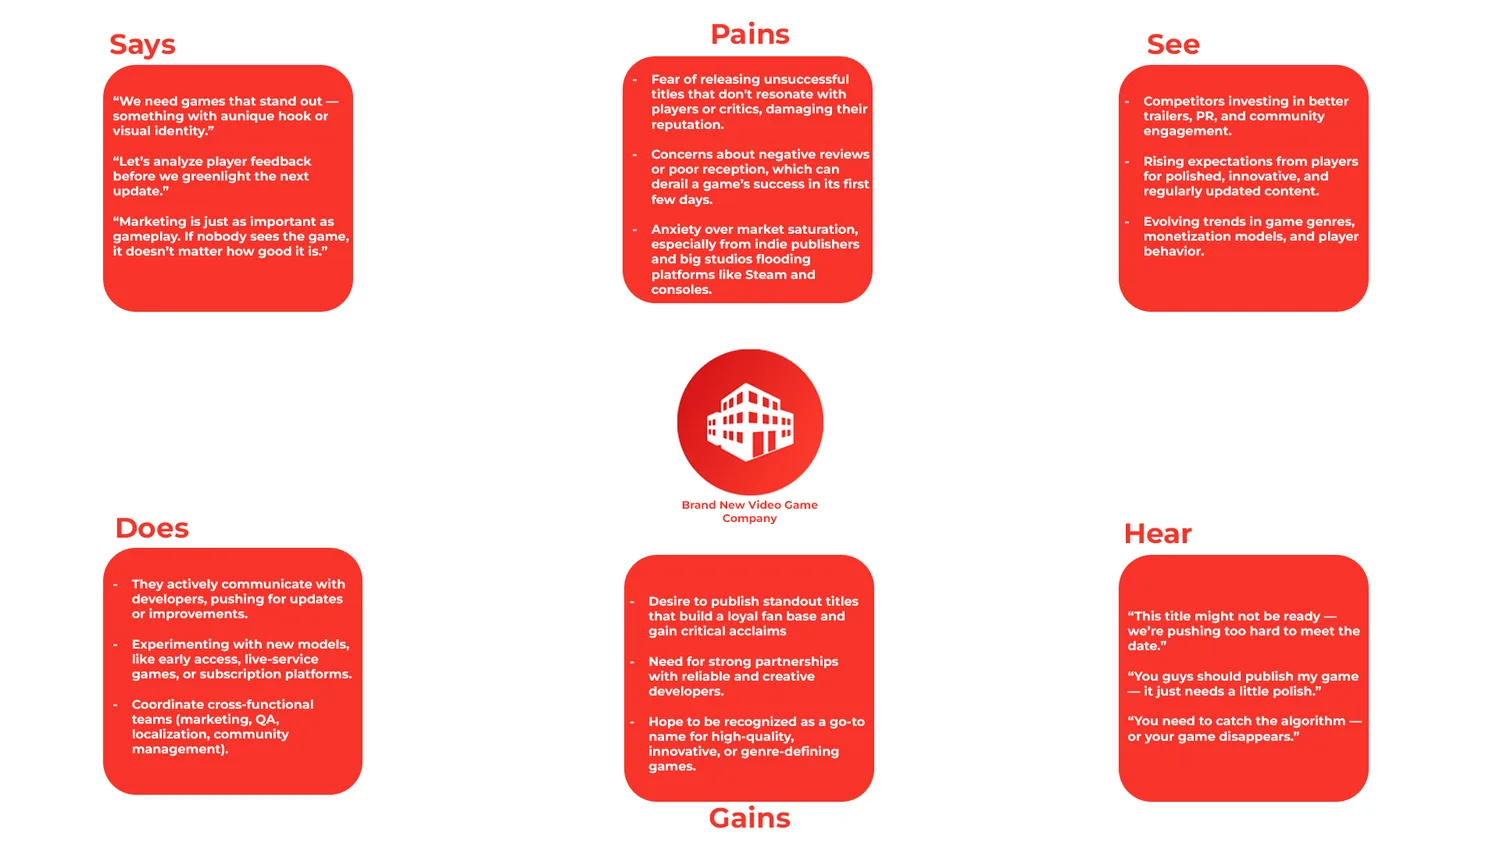 Says
“We need games that stand out —
something with aunique hook or
visual identity.”
“Let’s analyze player feedback
before we greenlight the next
update.”
“Marketing is just as important as
gameplay. If nobody sees the game,
it doesn’t matter how good it is.”
Pains
- Fear of releasing unsuccessful
titles that don't resonate with
players or critics, damaging their
reputation.
- Concerns about negative reviews
or poor reception, which can
derail a game’s success in its first
few days.
- Anxiety over market saturation,
especially from indie publishers
and big studios flooding
platforms like Steam and
consoles.
See
- Competitors investing in better
trailers, PR, and community
engagement.
- Rising expectations from players
for polished, innovative, and
regularly updated content.
- Evolving trends in game genres,
monetization models, and player
behavior.
Brand New Video Game
Company
Does
- They actively communicate with
developers, pushing for updates
or improvements.
- Experimenting with new models,
like early access, live-service
games, or subscription platforms.
- Coordinate cross-functional
teams (marketing, QA,
localization, community
management).
- Desire to publish standout titles
that build a loyal fan base and
gain critical acclaims
- Need for strong partnerships
with reliable and creative
developers.
- Hope to be recognized as a go-to
name for high-quality,
innovative, or genre-defining
games.
Gains
Hear
“This title might not be ready —
we’re pushing too hard to meet the
date.”
“You guys should publish my game
— it just needs a little polish.”
“You need to catch the algorithm —
or your game disappears.”